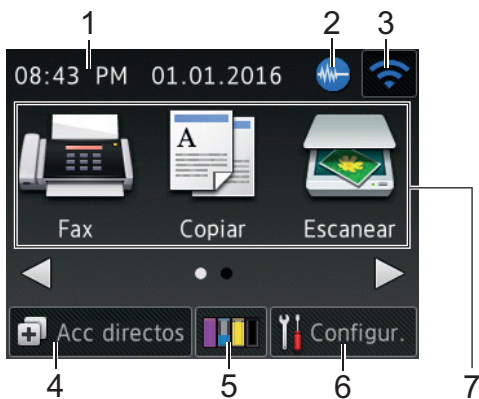 1 2 3
08:43 PM 01.01.2016
A
Fax Copiar Escanear
Acc directos Configur.
4 5 6 7